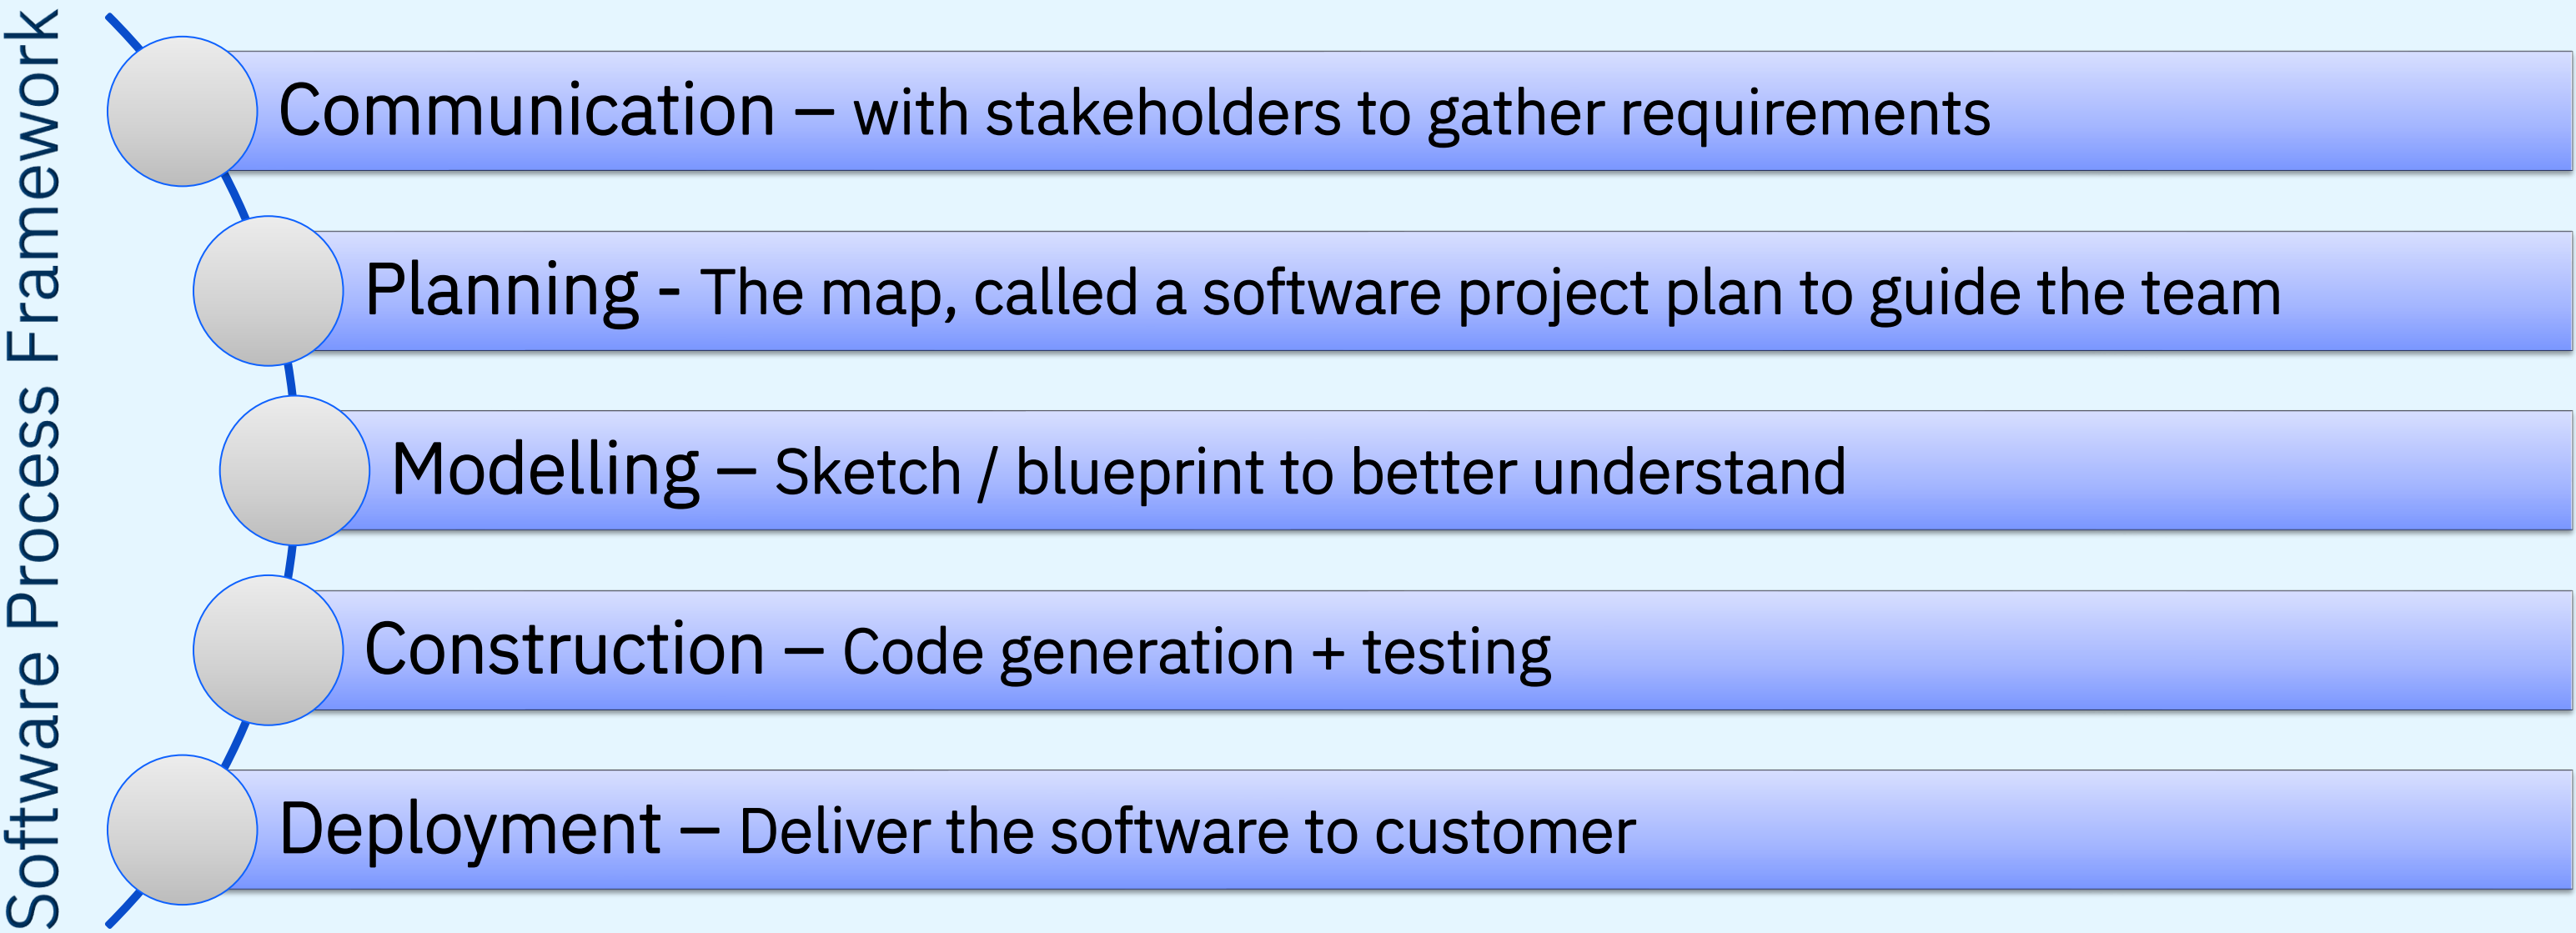 Software Process Framework
Communication – with stakeholders to gather requirements
Planning - The map, called a software project plan to guide the team
Modelling – Sketch / blueprint to better understand
Construction – Code generation + testing
Deployment – Deliver the software to customer